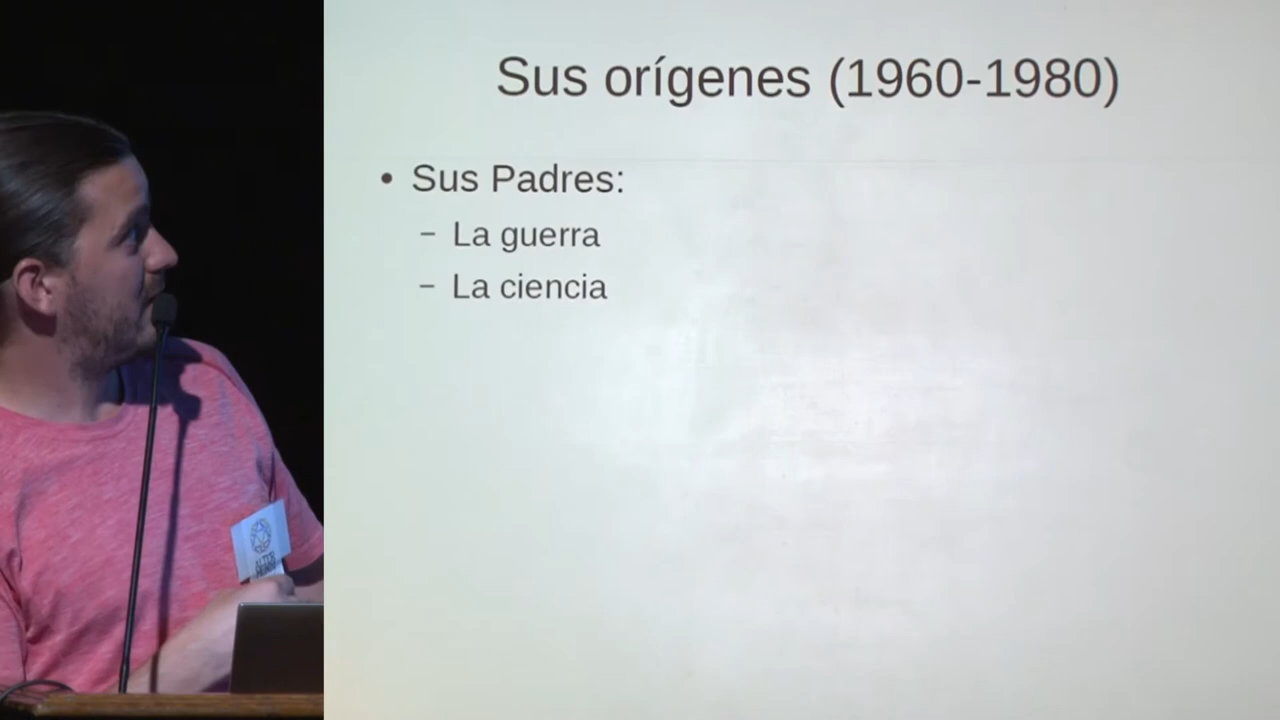 Sus orígenes (1960-1980)
• Sus Padres:
– La guerra
– La ciencia